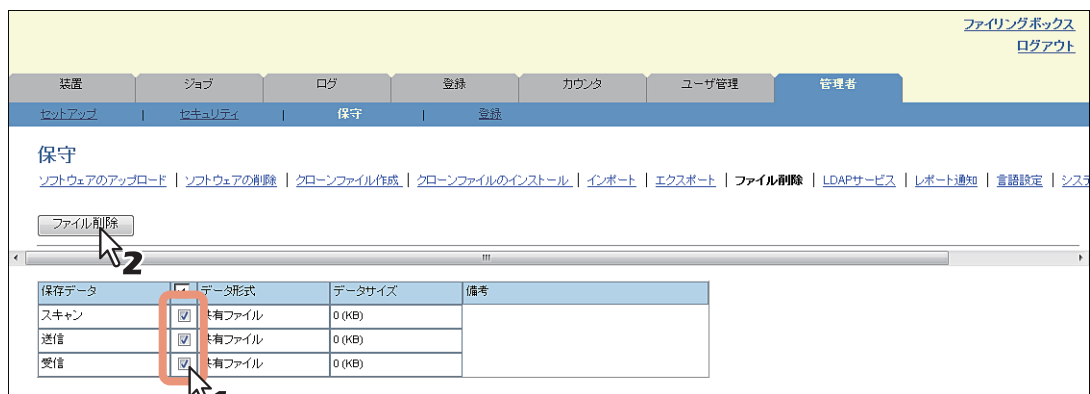 ファイリングボックス
ログアウト
装置 ジョブ ログ 登録 カウンタ ユーザ管理 管理者
セットアップ | セキュリティ | 保守 | 登録
保守
ソフトウェアのアップロード | ソフトウェアの削除 | クローンファイル作成 | クローンファイルのインストール | インポート | エクスポート | ファイル削除 | LDAPサービス | レポート通知 | 言語設定 | シス
ファイル削除
2
保存データ データ形式 データサイズ 備考
スキャン 共有ファイル 0 (KB)
送信 共有ファイル 0 (KB)
受信 共有ファイル 0 (KB)